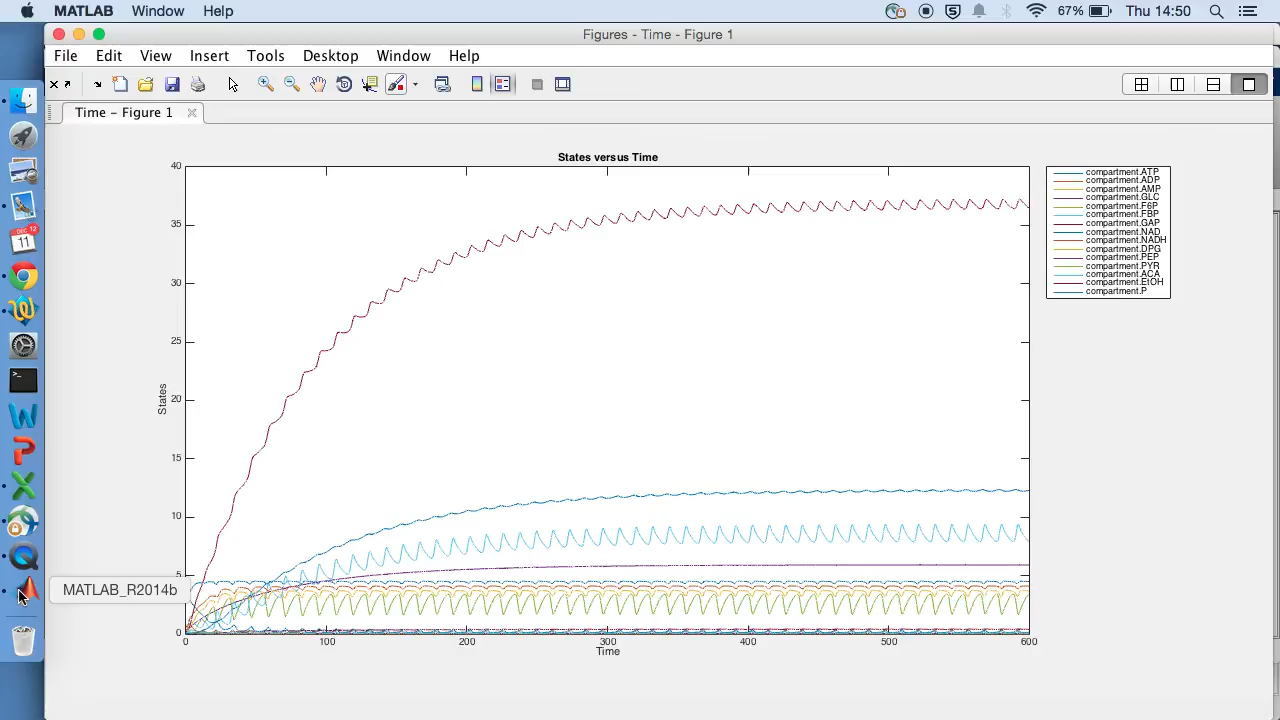 MATLAB Window Help 67% Thu 14:50
Figures - Time - Figure 1
File Edit View Insert Tools Desktop Window Help
Time - Figure 1
States versus Time
40
35
30
25
20
15
10
5
0
States
0 100 200 300 400 500 600
Time
compartment.ATP
compartment.ADP
compartment.AMP
compartment.GLC
compartment.F6P
compartment.FBP
compartment.GAP
compartment.NAD
compartment.NADH
compartment.DPG
compartment.PEP
compartment.PYR
compartment.ACA
compartment.EtOH
compartment.P
DEC 12
11
MATLAB_R2014b